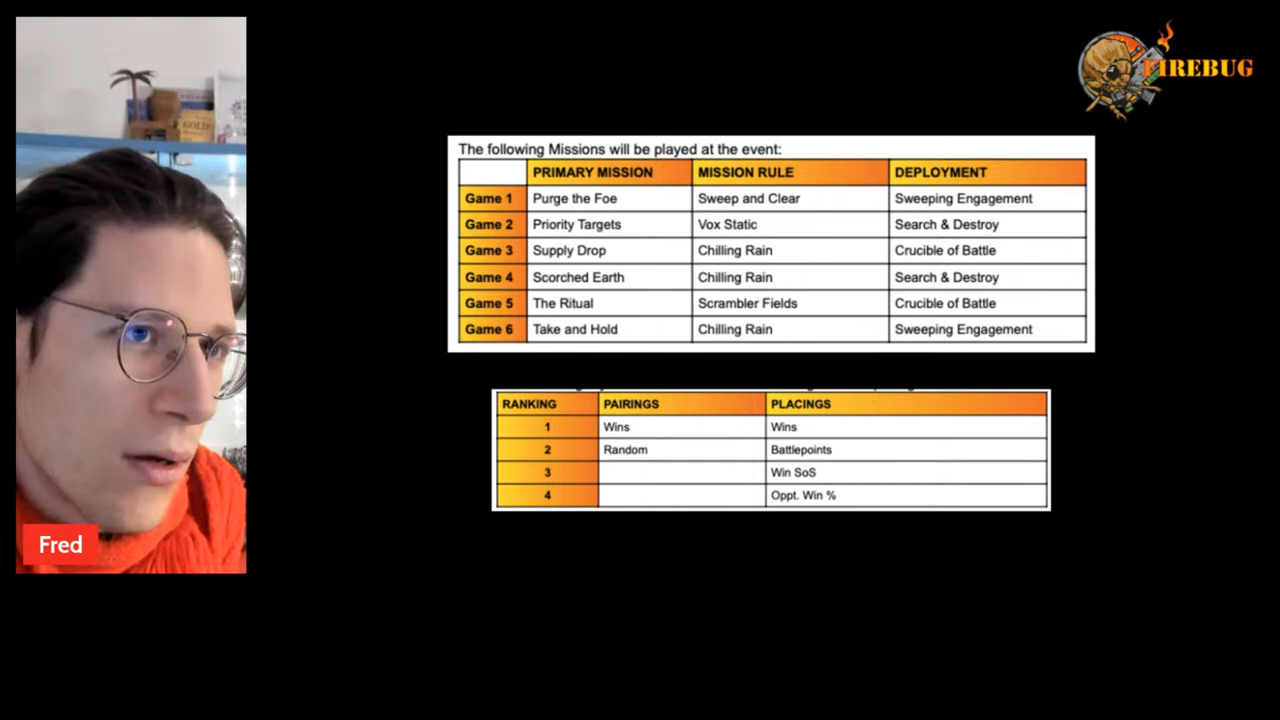 FIREBUG
The following Missions will be played at the event:
PRIMARY MISSION MISSION RULE DEPLOYMENT
Game 1 Purge the Foe Sweep and Clear Sweeping Engagement
Game 2 Priority Targets Vox Static Search & Destroy
Game 3 Supply Drop Chilling Rain Crucible of Battle
Game 4 Scorched Earth Chilling Rain Search & Destroy
Game 5 The Ritual Scrambler Fields Crucible of Battle
Game 6 Take and Hold Chilling Rain Sweeping Engagement
RANKING PAIRINGS PLACINGS
1 Wins Wins
2 Random Battlepoints
3 Win SoS
4 Oppt. Win %
GOLD
Fred